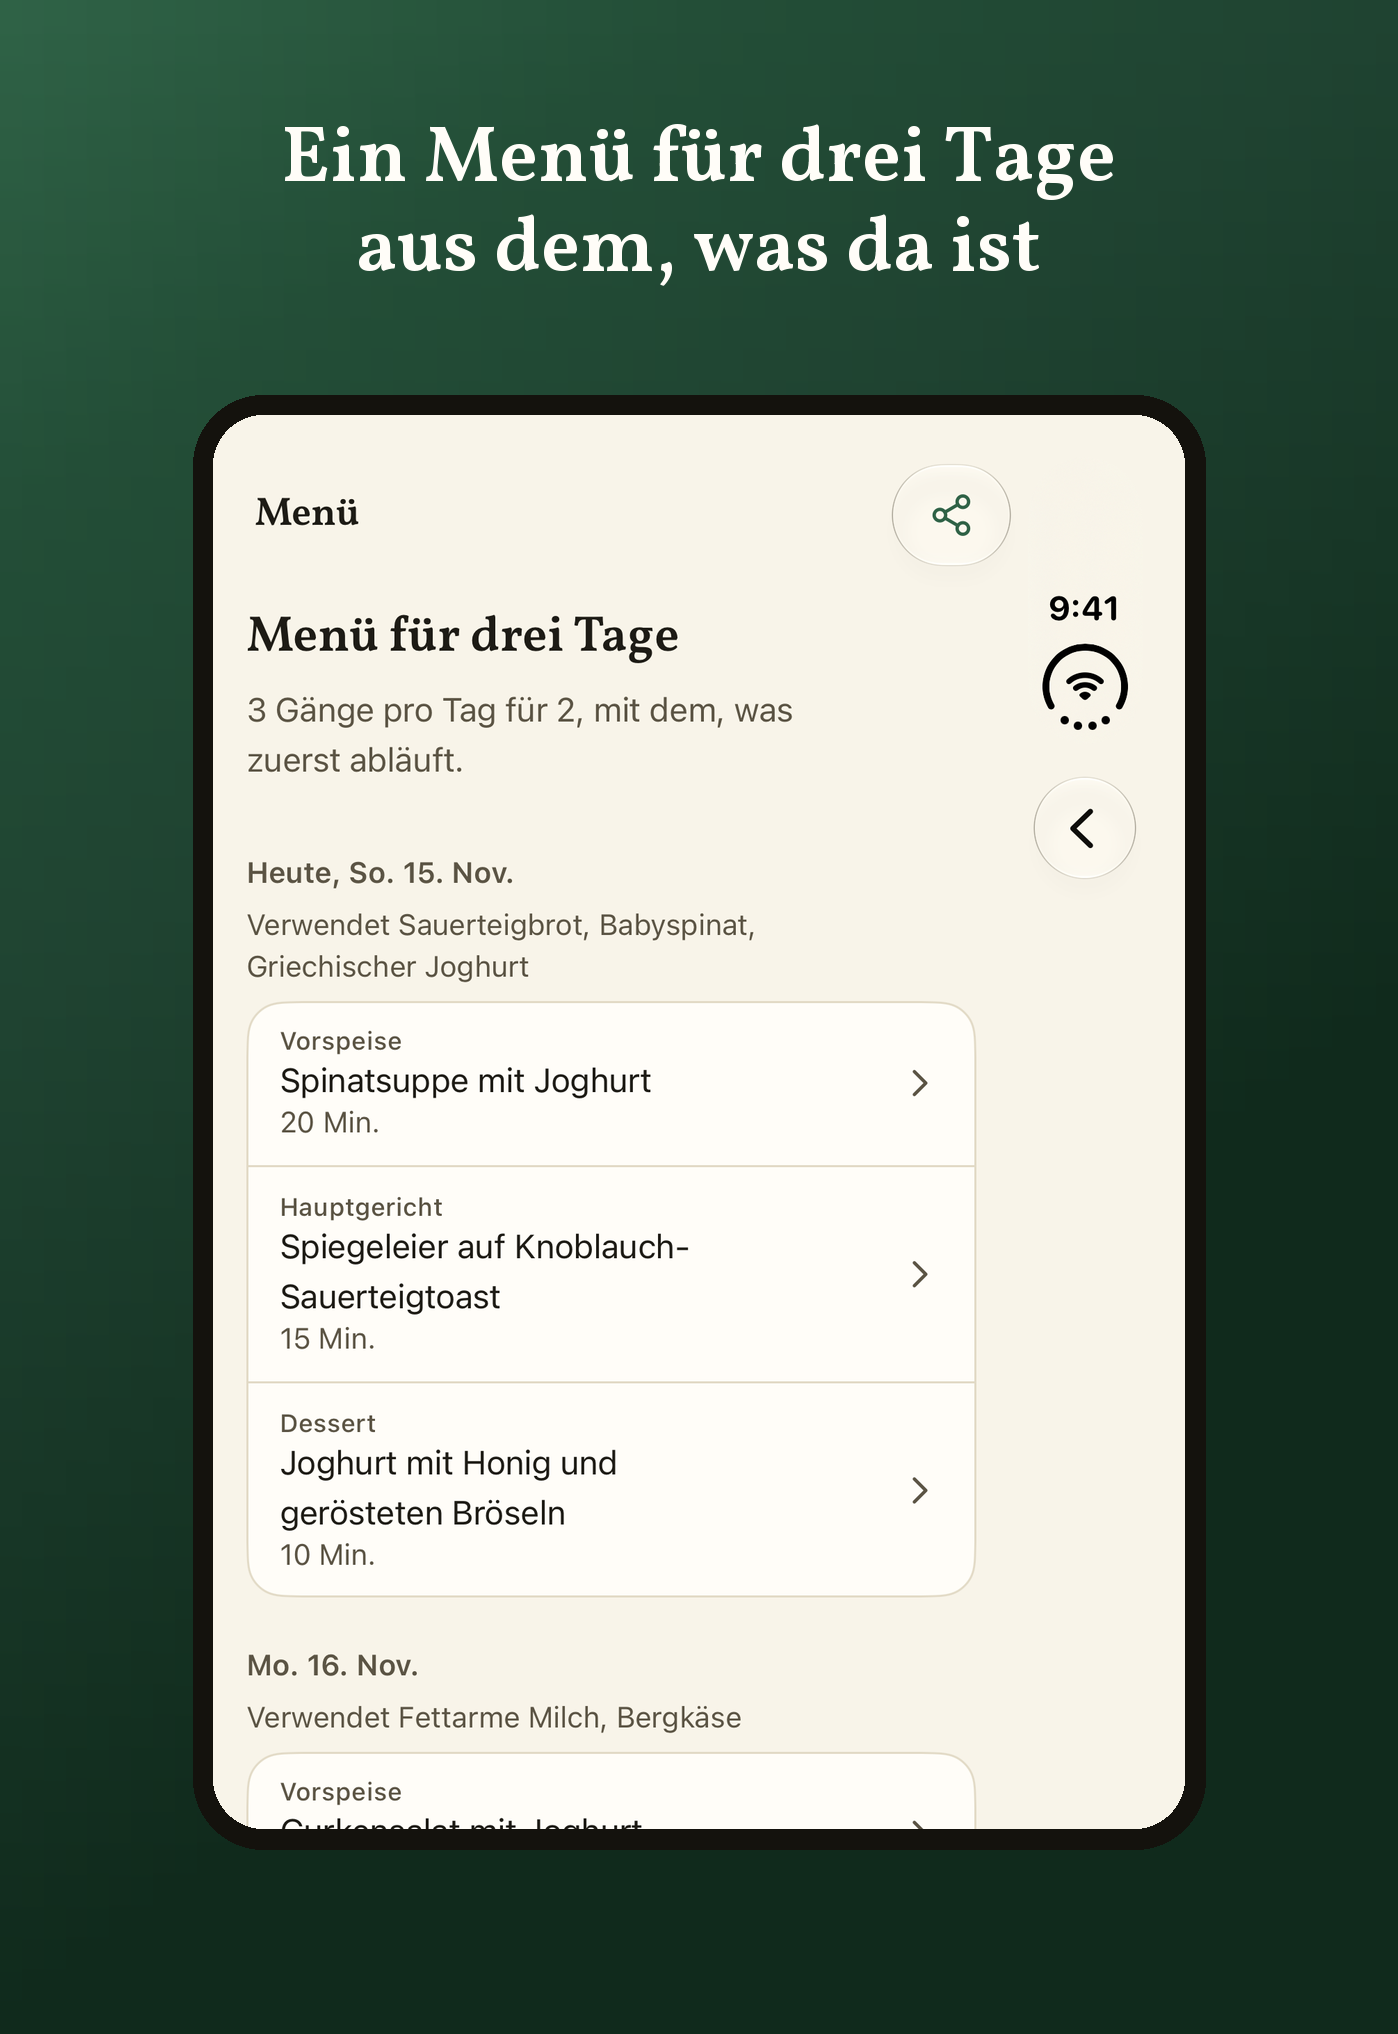 Ein Menü für drei Tage
aus dem, was da ist
Menü
9:41
Menü für drei Tage
3 Gänge pro Tag für 2, mit dem, was
zuerst abläuft.
Heute, So. 15. Nov.
Verwendet Sauerteigbrot, Babyspinat,
Griechischer Joghurt
Vorspeise
Spinatsuppe mit Joghurt
20 Min.
Hauptgericht
Spiegeleier auf Knoblauch-
Sauerteigtoast
15 Min.
Dessert
Joghurt mit Honig und
gerösteten Bröseln
10 Min.
Mo. 16. Nov.
Verwendet Fettarme Milch, Bergkäse
Vorspeise
Gurkensalat mit Joghurt